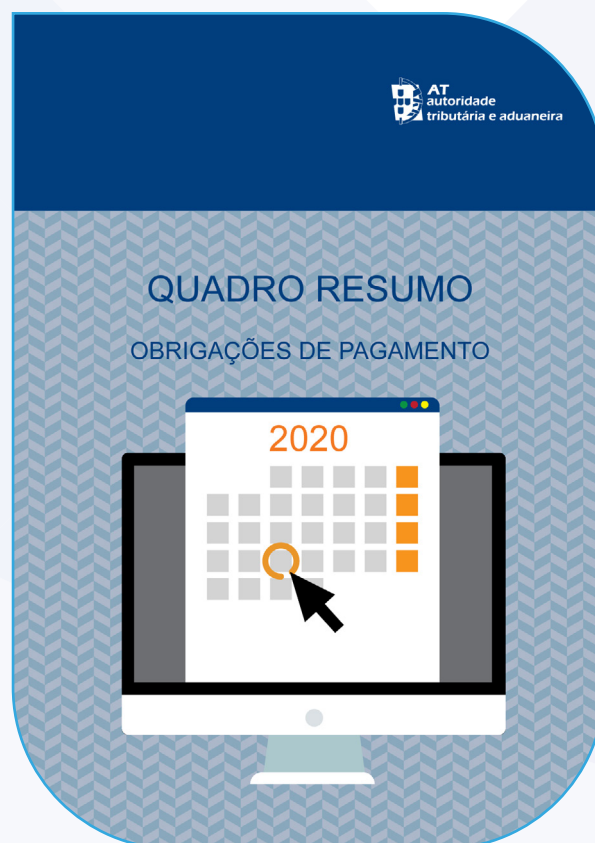 AT
autoridade
tributária e aduaneira
QUADRO RESUMO
OBRIGAÇÕES DE PAGAMENTO
2020